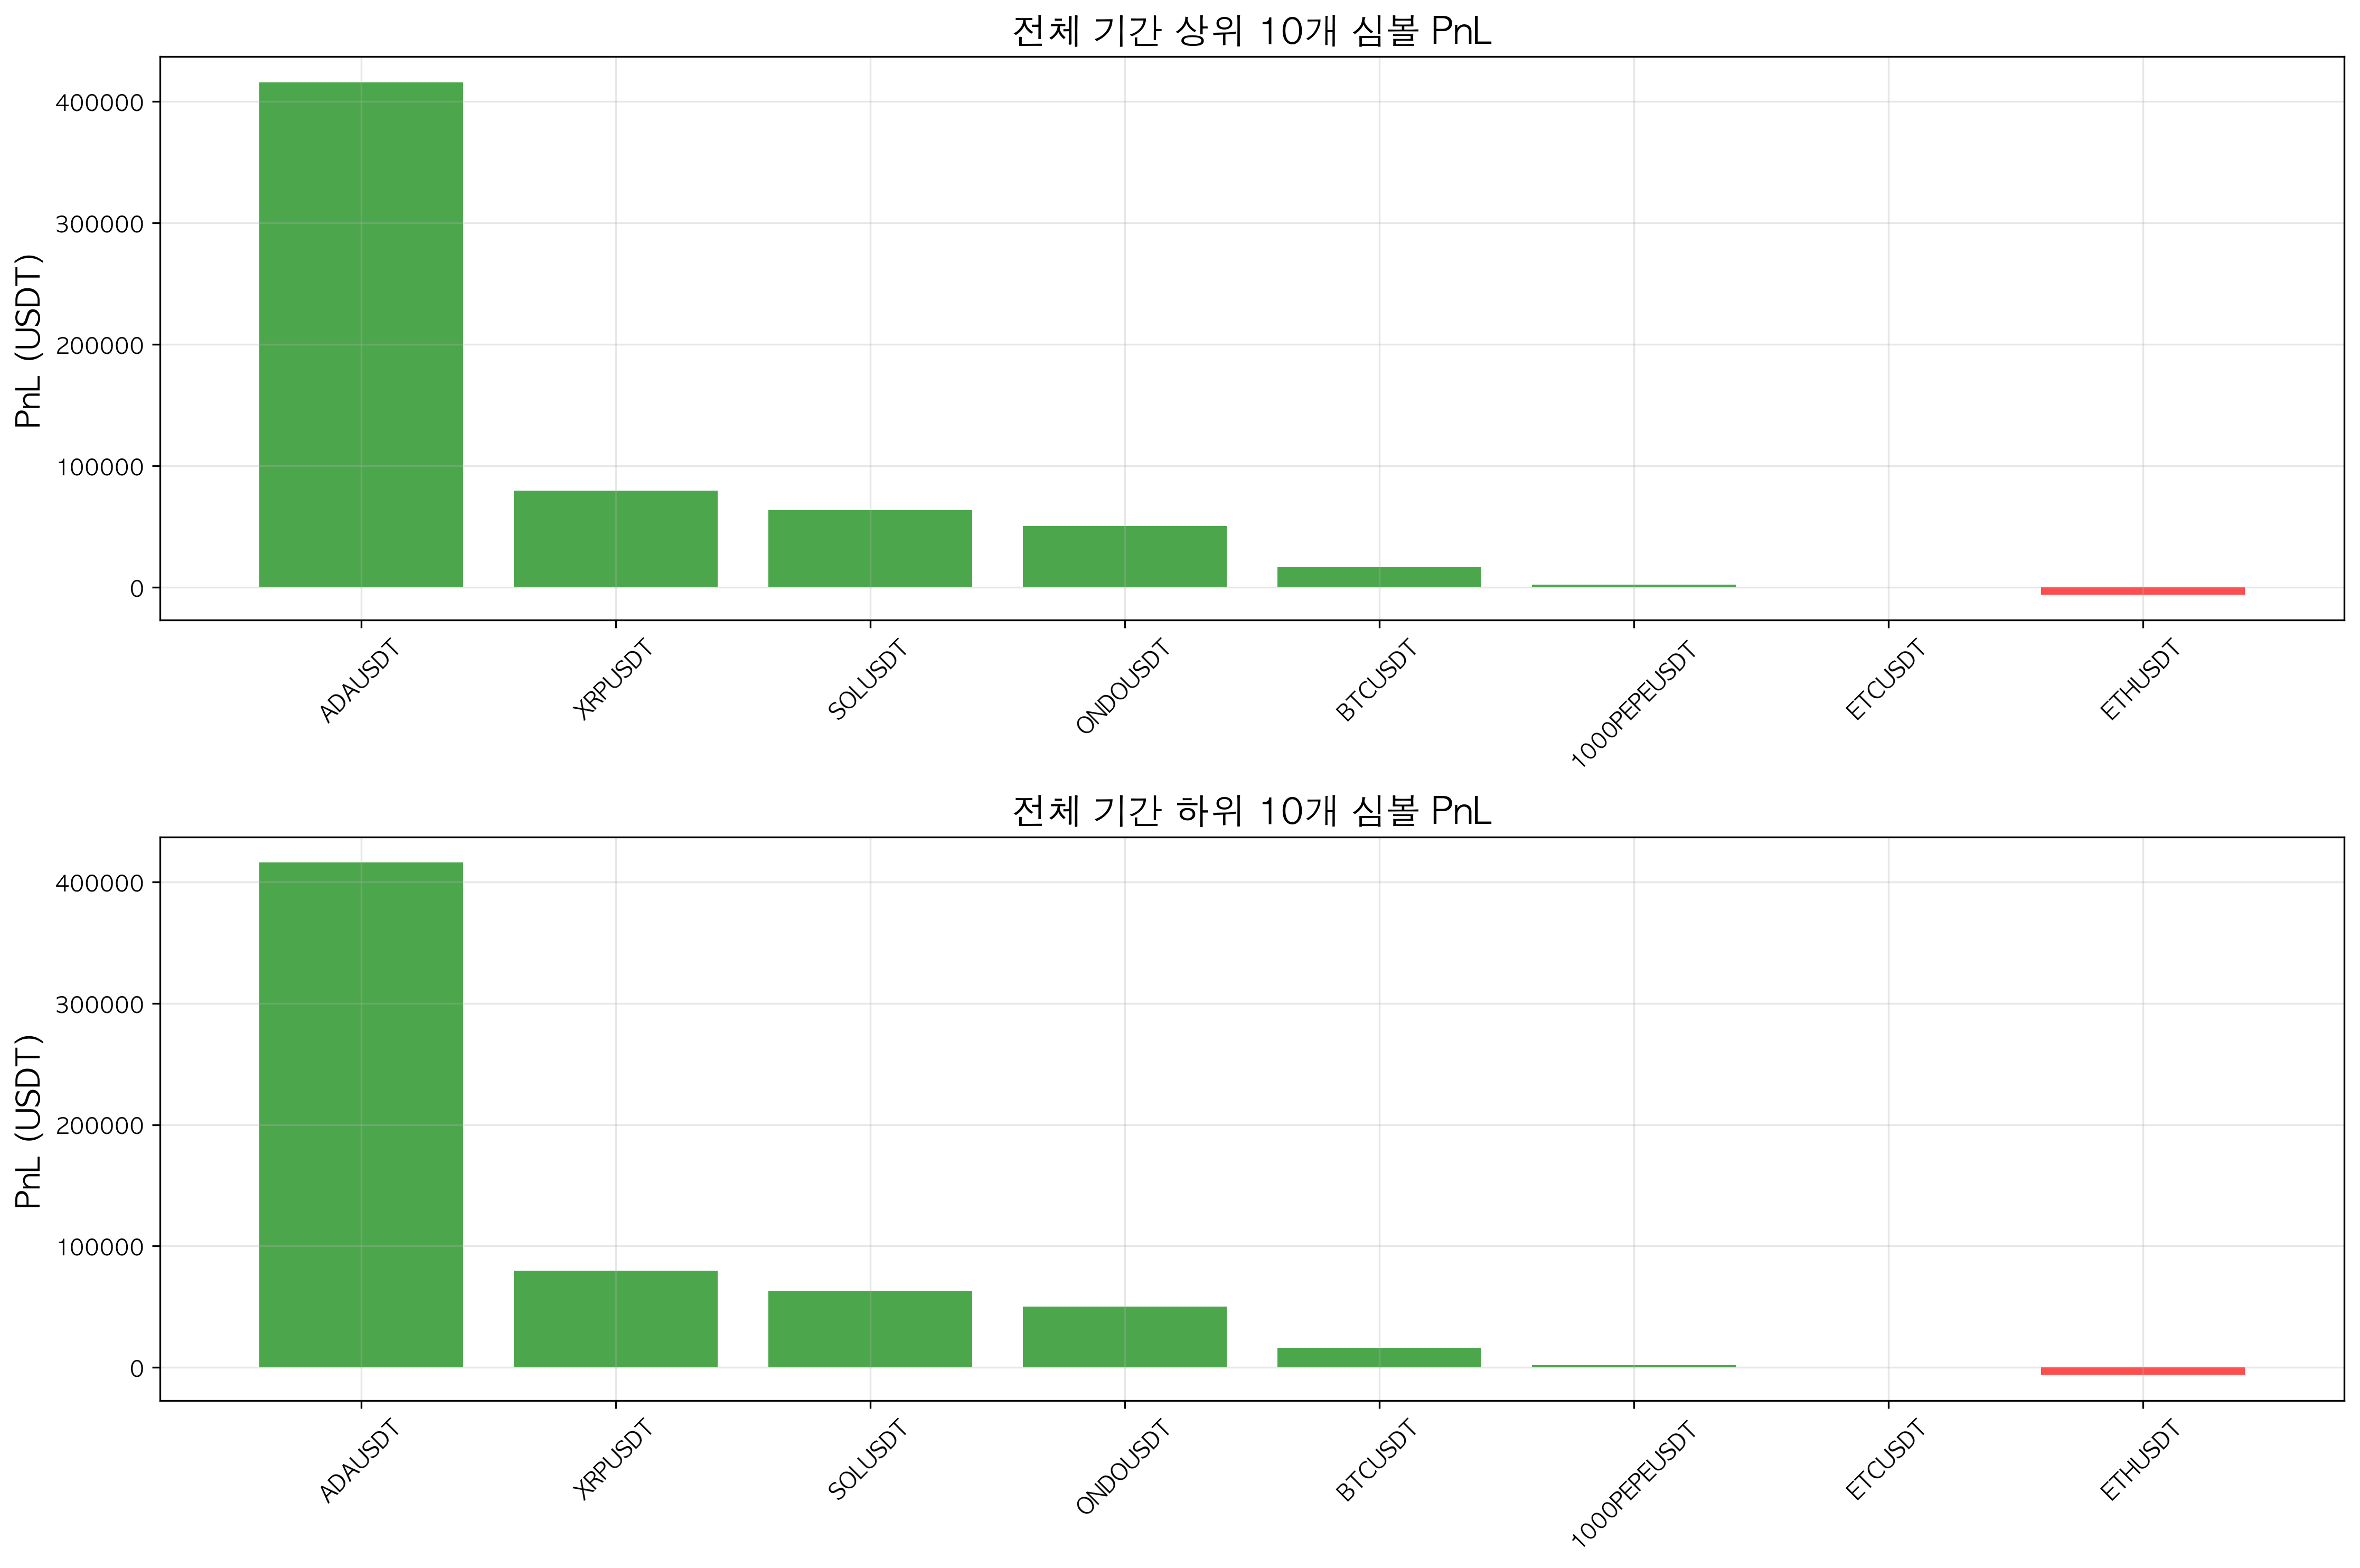 전체 기간 상위 10개 심볼 PnL
PnL (USDT)
400000
300000
200000
100000
0
ADAUSDT
XRPUSDT
SOLUSDT
ONDOUSDT
BTCUSDT
1000PEPEUSDT
ETCUSDT
ETHUSDT
전체 기간 하위 10개 심볼 PnL
PnL (USDT)
400000
300000
200000
100000
0
ADAUSDT
XRPUSDT
SOLUSDT
ONDOUSDT
BTCUSDT
1000PEPEUSDT
ETCUSDT
ETHUSDT